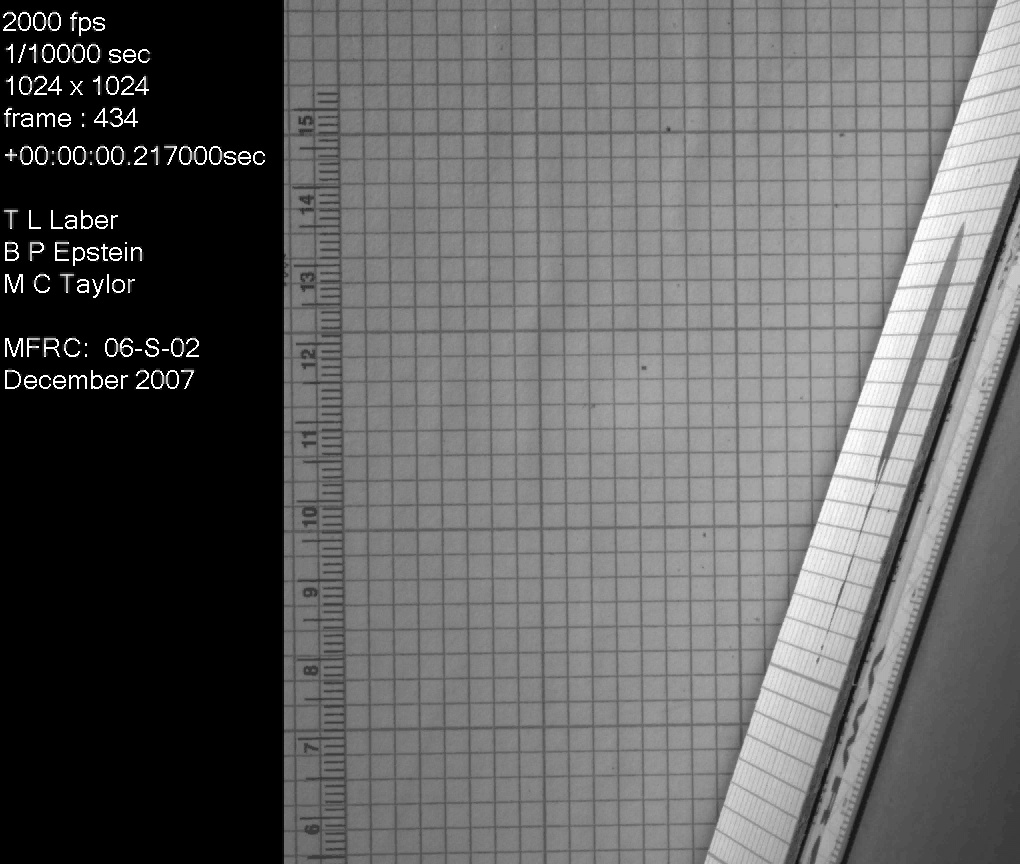 2000 fps
1/10000 sec
1024 x 1024
frame : 434
+00:00:00.217000sec
T L Laber
B P Epstein
M C Taylor
MFRC: 06-S-02
December 2007
15
14
13
12
11
10
9
8
7
6